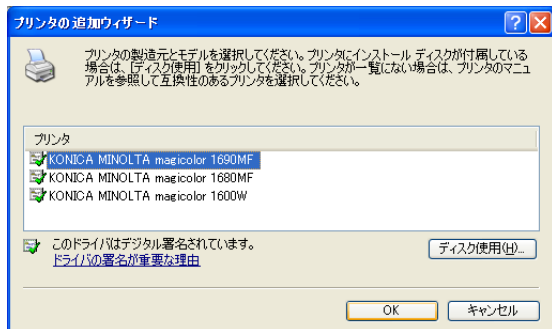 プリンタの追加ウィザード
プリンタの製造元とモデルを選択してください。プリンタにインストール ディスクが付属している
場合は、[ディスク使用] をクリックしてください。プリンタが一覧にない場合は、プリンタのマニュ
アルを参照して互換性のあるプリンタを選択してください。
プリンタ
KONICA MINOLTA magicolor 1690MF
KONICA MINOLTA magicolor 1680MF
KONICA MINOLTA magicolor 1600W
このドライバはデジタル署名されています。
ドライバの署名が重要な理由
ディスク使用(H)...
OK
キャンセル